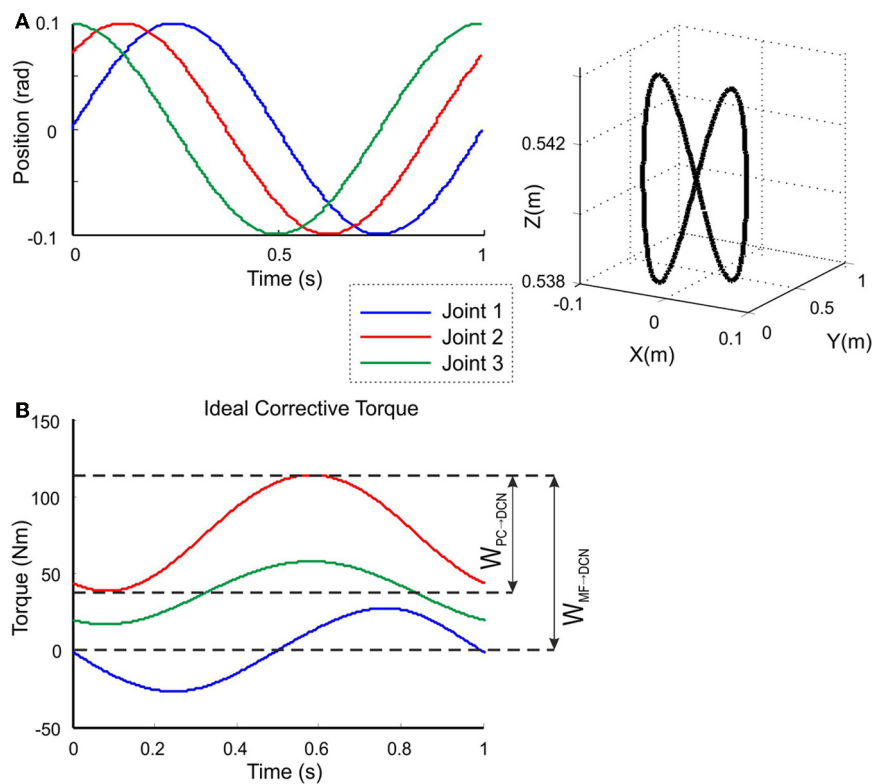 A
0.1
0
-0.1
Position (rad)
0
0.5
1
Time (s)
0.542
0.538
Z(m)
-0.1
0
0.1
X(m)
0
0.5
1
Y(m)
Joint 1
Joint 2
Joint 3
B
Ideal Corrective Torque
150
100
50
0
-50
Torque (Nm)
0
0.2
0.4
0.6
0.8
1
Time (s)
W PC→DCN
W MF→DCN